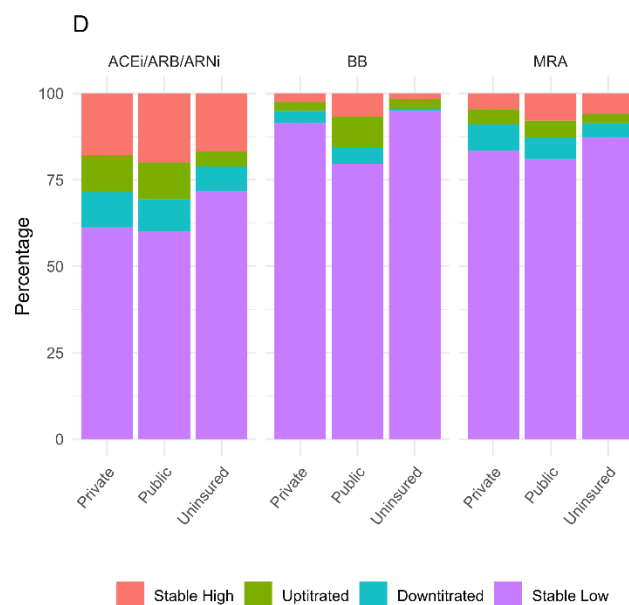 D
ACEi/ARB/ARNi BB MRA
100
75
50
25
0
Percentage
Private Public Uninsured Private Public Uninsured Private Public Uninsured
Stable High Uptitrated Downtitrated Stable Low